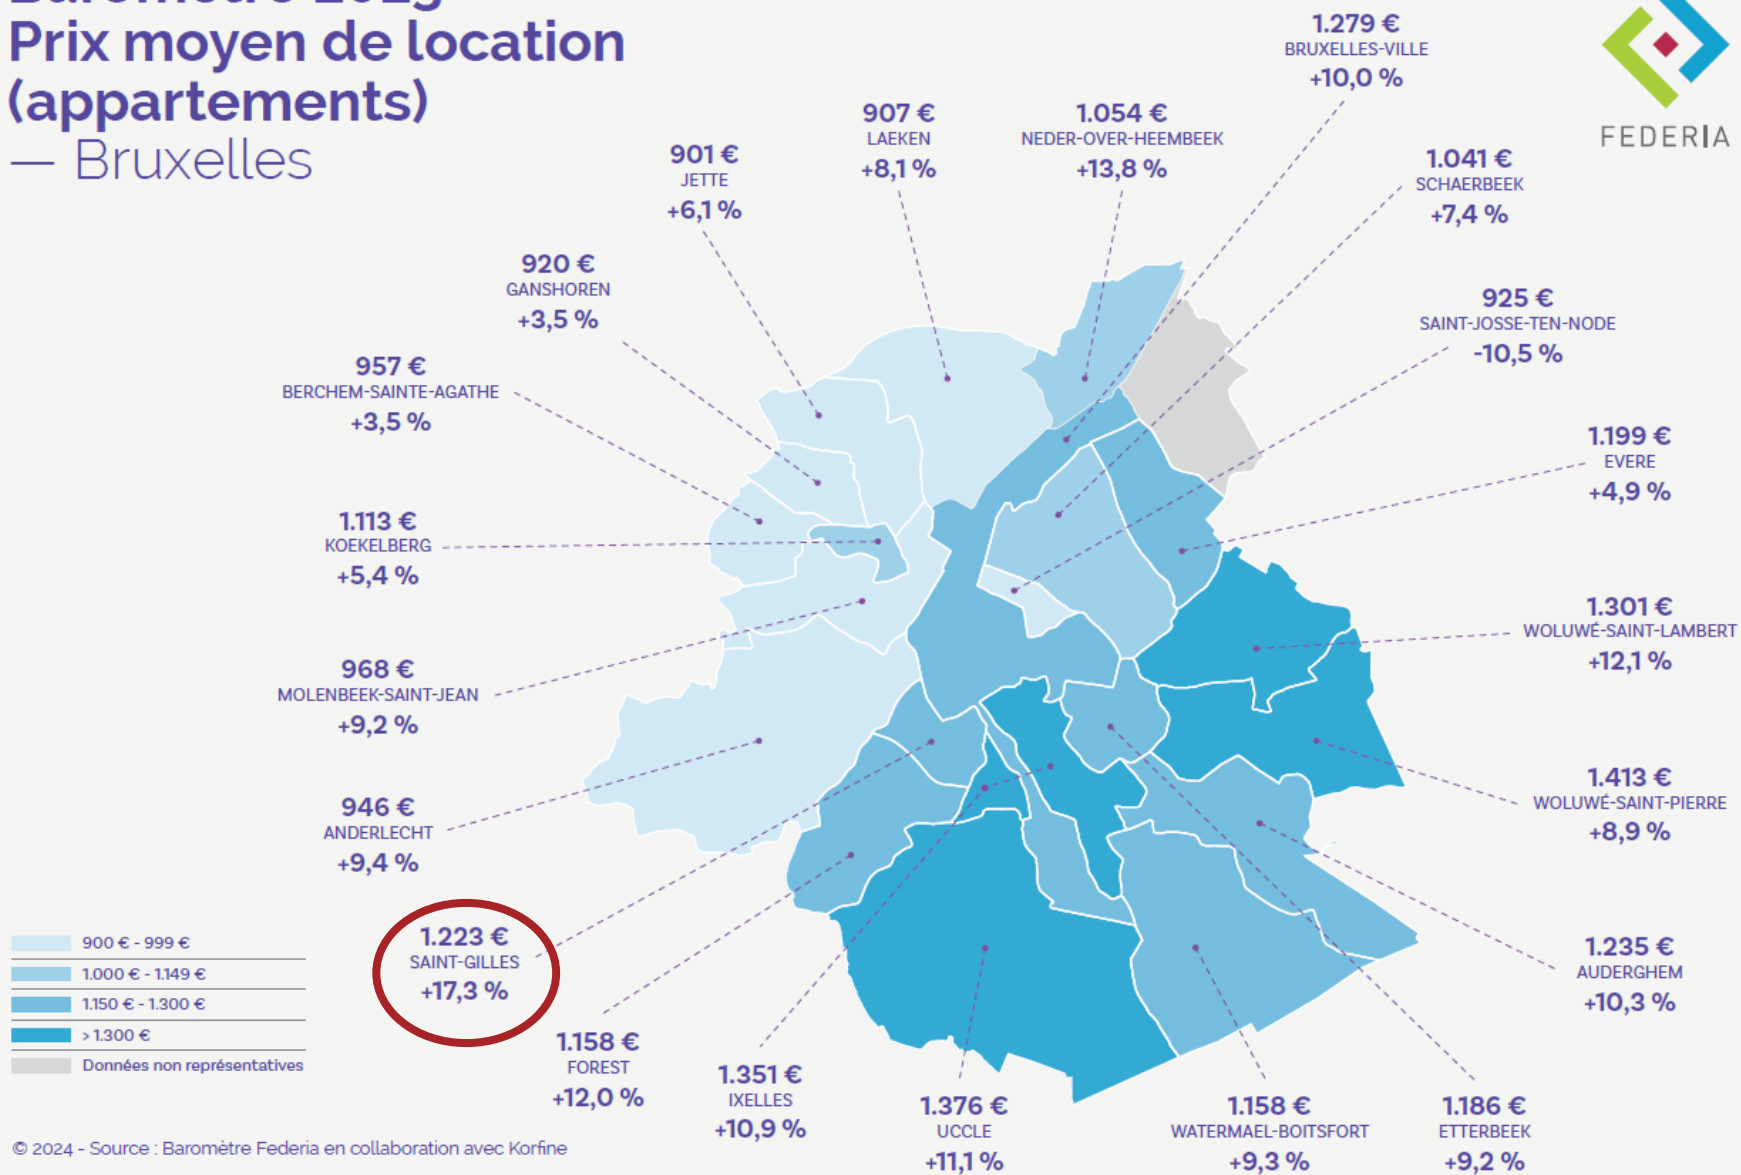 Baromètre 2023
Prix moyen de location
(appartements)
— Bruxelles
FEDERIA
1.279 €
BRUXELLES-VILLE
+10,0 %
907 €
LAEKEN
+8,1 %
1.054 €
NEDER-OVER-HEEMBEEK
+13,8 %
901 €
JETTE
+6,1 %
1.041 €
SCHAERBEEK
+7,4 %
920 €
GANSHOREN
+3,5 %
925 €
SAINT-JOSSE-TEN-NODE
-10,5 %
957 €
BERCHEM-SAINTE-AGATHE
+3,5 %
1.199 €
EVERE
+4,9 %
1.113 €
KOEKELBERG
+5,4 %
1.301 €
WOLUWÉ-SAINT-LAMBERT
+12,1 %
968 €
MOLENBEEK-SAINT-JEAN
+9,2 %
1.413 €
WOLUWÉ-SAINT-PIERRE
+8,9 %
946 €
ANDERLECHT
+9,4 %
1.223 €
SAINT-GILLES
+17,3 %
1.235 €
AUDERGHEM
+10,3 %
1.158 €
FOREST
+12,0 %
1.351 €
IXELLES
+10,9 %
1.376 €
UCCLE
+11,1 %
1.158 €
WATERMAEL-BOITSFORT
+9,3 %
1.186 €
ETTERBEEK
+9,2 %
900 € - 999 €
1.000 € - 1.149 €
1.150 € - 1.300 €
> 1.300 €
Données non représentatives
© 2024 - Source : Baromètre Federia en collaboration avec Korfine